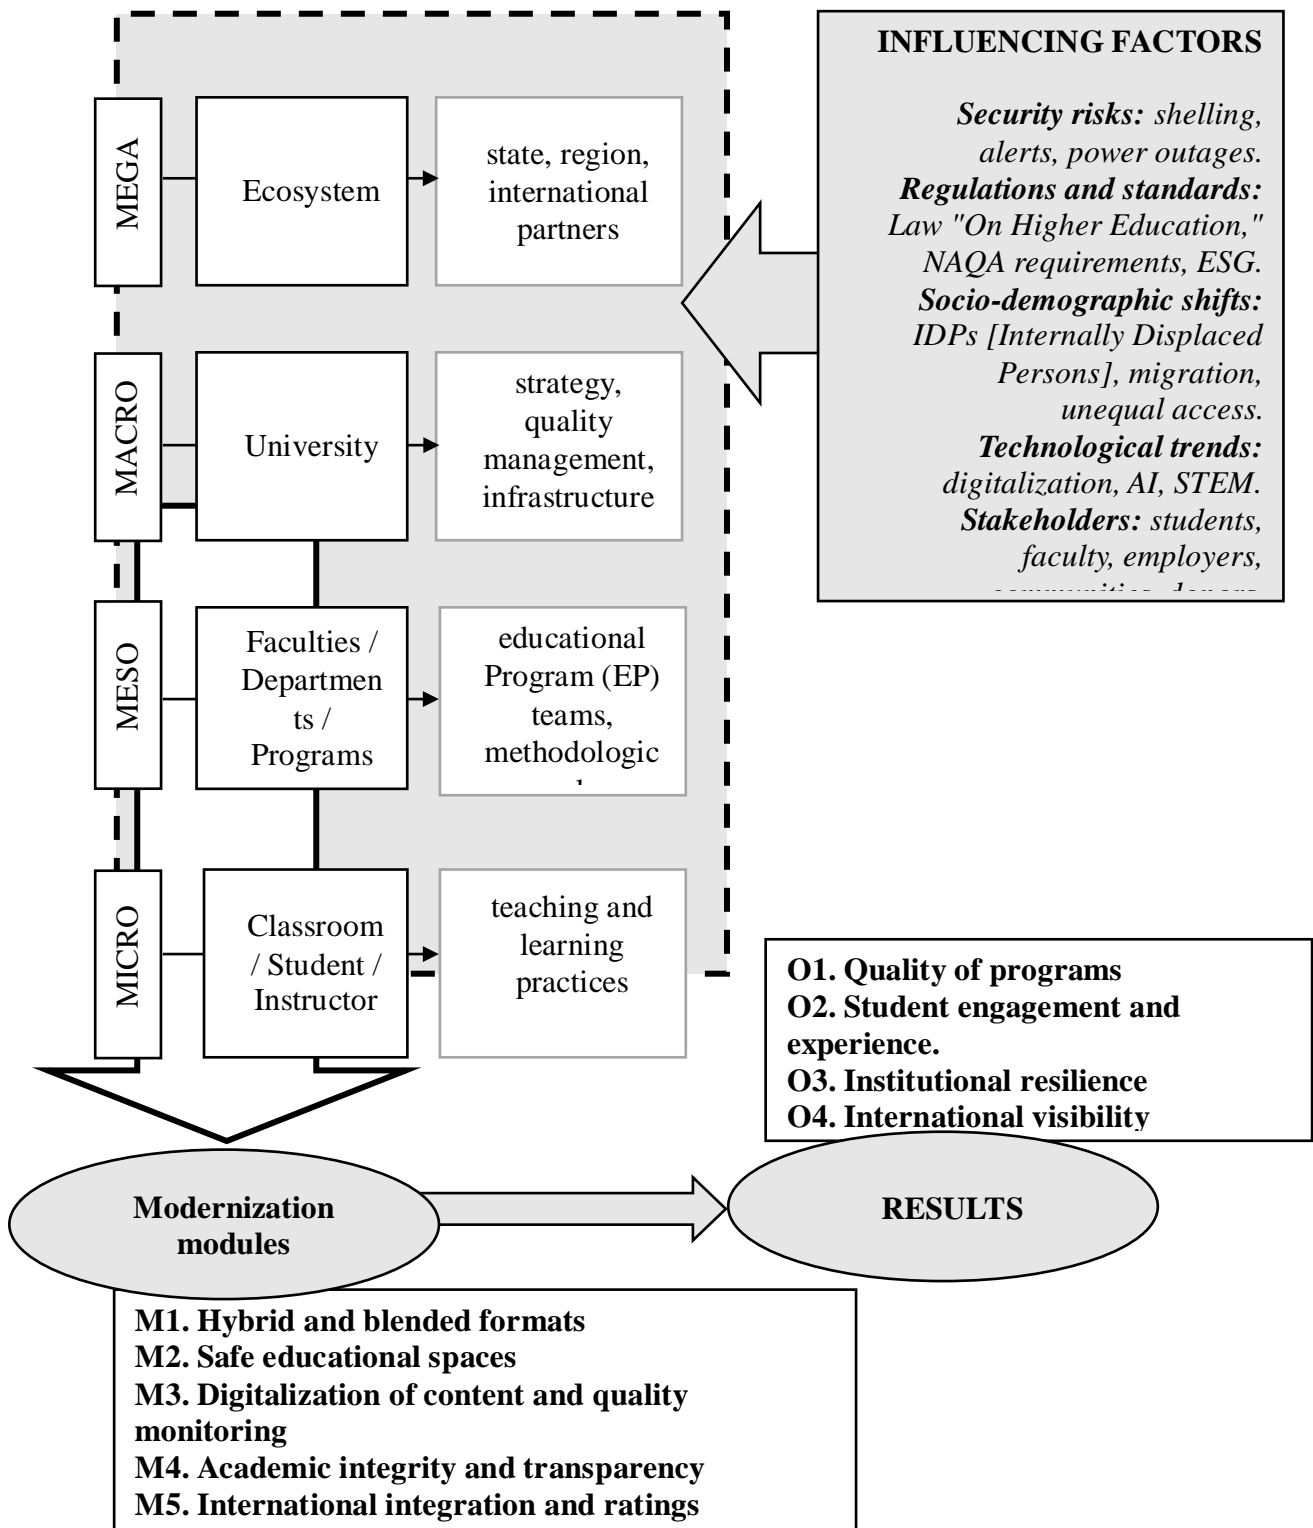 MEGA
Ecosystem
state, region,
international
partners
MACRO
University
strategy,
quality
management,
infrastructure
MESO
Faculties /
Departmen
ts /
Programs
educational
Program (EP)
teams,
methodologic
MICRO
Classroom
/ Student /
Instructor
teaching and
learning
practices
INFLUENCING FACTORS
Security risks: shelling,
alerts, power outages.
Regulations and standards:
Law "On Higher Education,"
NAQA requirements, ESG.
Socio-demographic shifts:
IDPs [Internally Displaced
Persons], migration,
unequal access.
Technological trends:
digitalization, AI, STEM.
Stakeholders: students,
faculty, employers,
communities, donors
O1. Quality of programs
O2. Student engagement and
experience.
O3. Institutional resilience
O4. International visibility
Modernization
modules
RESULTS
M1. Hybrid and blended formats
M2. Safe educational spaces
M3. Digitalization of content and quality
monitoring
M4. Academic integrity and transparency
M5. International integration and ratings